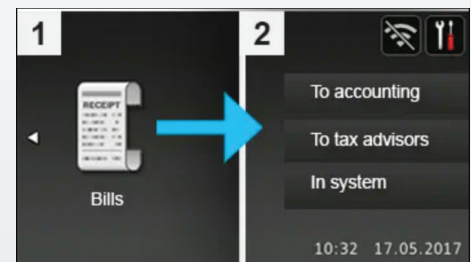 1
RECEIPT
Bills
2
To accounting
To tax advisors
In system
10:32 17.05.2017